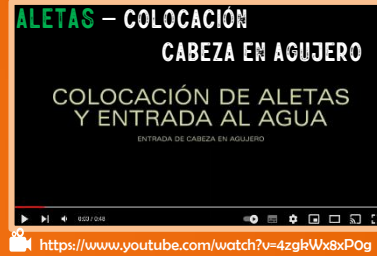 ALETAS – COLOCACIÓN
CABEZA EN AGUJERO
COLOCACIÓN DE ALETAS
Y ENTRADA AL AGUA
ENTRADA DE CABEZA EN AGUJERO
0:03 / 0:48
https://www.youtube.com/watch?v=4zgkWx8xP0g